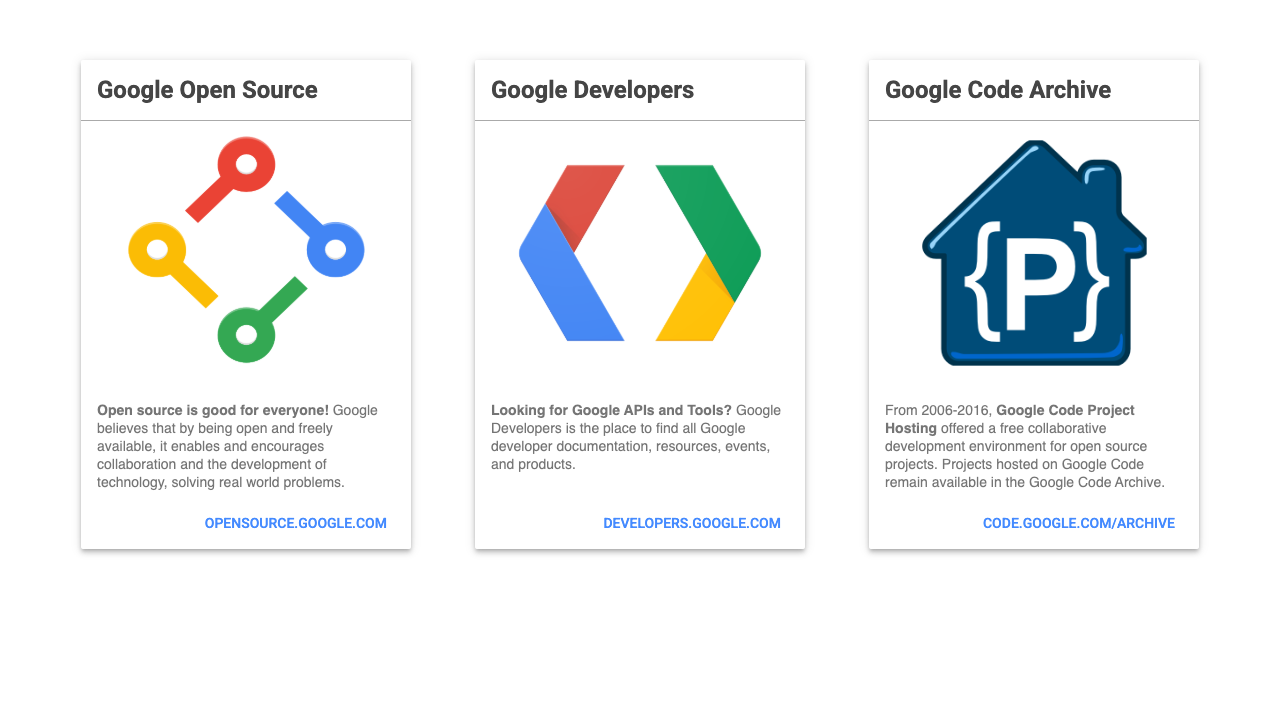 Google Open Source
Open source is good for everyone! Google
believes that by being open and freely
available, it enables and encourages
collaboration and the development of
technology, solving real world problems.
OPENSOURCE.GOOGLE.COM
Google Developers
Looking for Google APIs and Tools? Google
Developers is the place to find all Google
developer documentation, resources, events,
and products.
DEVELOPERS.GOOGLE.COM
Google Code Archive
{P}
From 2006-2016, Google Code Project
Hosting offered a free collaborative
development environment for open source
projects. Projects hosted on Google Code
remain available in the Google Code Archive.
CODE.GOOGLE.COM/ARCHIVE